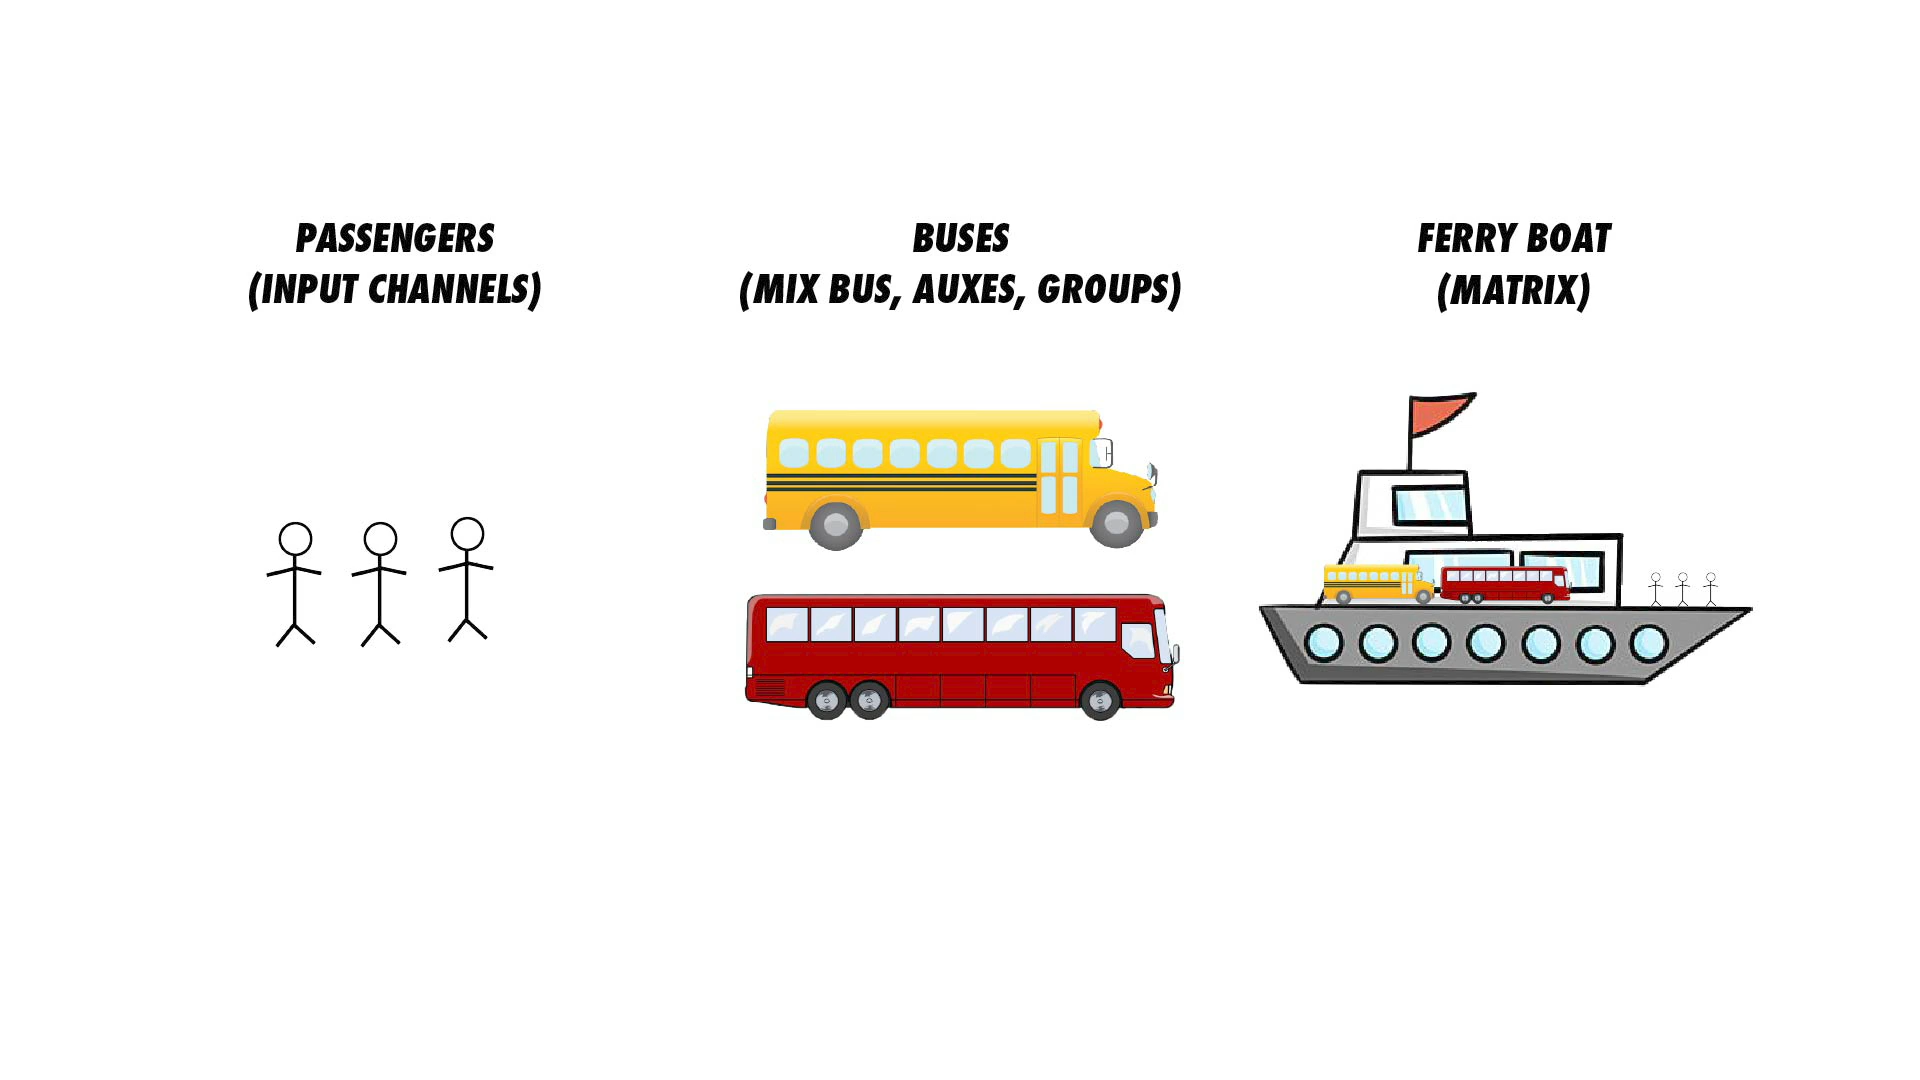 PASSENGERS
(INPUT CHANNELS)
BUSES
(MIX BUS, AUXES, GROUPS)
FERRY BOAT
(MATRIX)